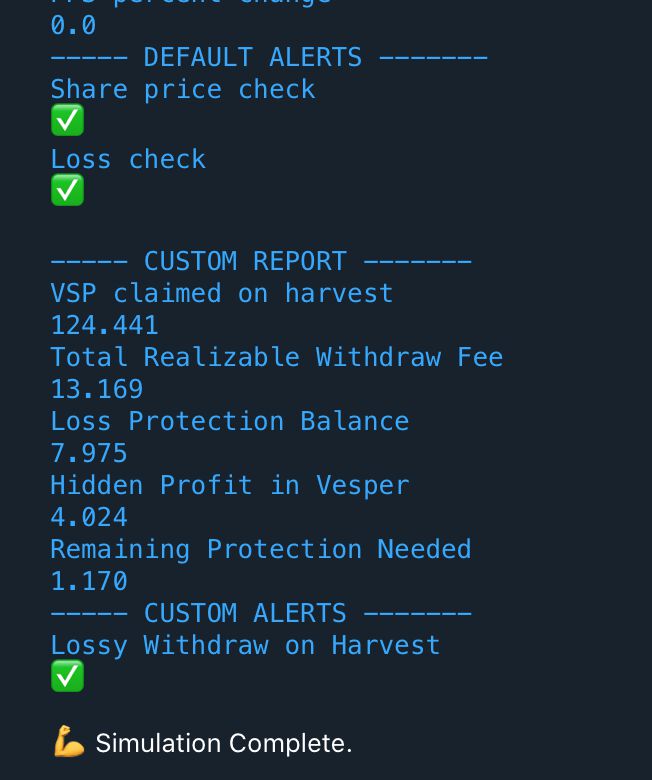 0.0
----- DEFAULT ALERTS -------
Share price check
✅
Loss check
✅
----- CUSTOM REPORT -------
VSP claimed on harvest
124.441
Total Realizable Withdraw Fee
13.169
Loss Protection Balance
7.975
Hidden Profit in Vesper
4.024
Remaining Protection Needed
1.170
----- CUSTOM ALERTS -------
Lossy Withdraw on Harvest
✅
💪 Simulation Complete.